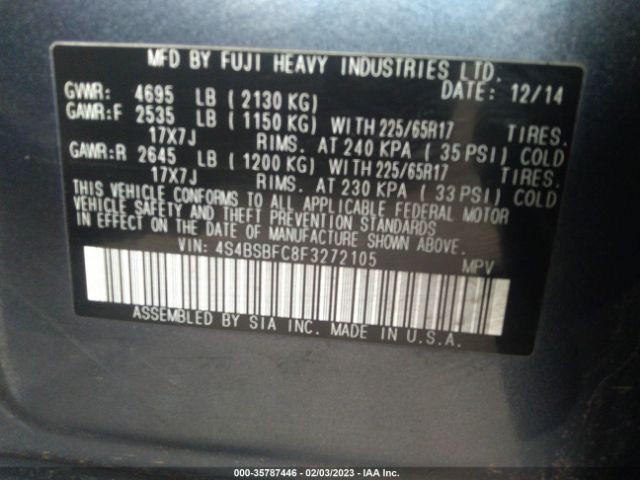 MFD BY FUJI HEAVY INDUSTRIES LTD.
DATE: 12/14
GVWR: 4695 LB (2130 KG)
GAWR:F 2535 LB (1150 KG) WITH 225/65R17 TIRES.
17X7J RIMS. AT 240 KPA (35 PSI) COLD
GAWR:R 2645 LB (1200 KG) WITH 225/65R17 TIRES.
17X7J RIMS. AT 230 KPA (33 PSI) COLD
THIS VEHICLE CONFORMS TO ALL APPLICABLE FEDERAL MOTOR
VEHICLE SAFETY AND THEFT PREVENTION STANDARDS
IN EFFECT ON THE DATE OF MANUFACTURE SHOWN ABOVE.
VIN: 4S4BSBFC8F3272105 MPV
ASSEMBLED BY SIA INC. MADE IN U.S.A.
000-35787446 - 02/03/2023 - IAA Inc.